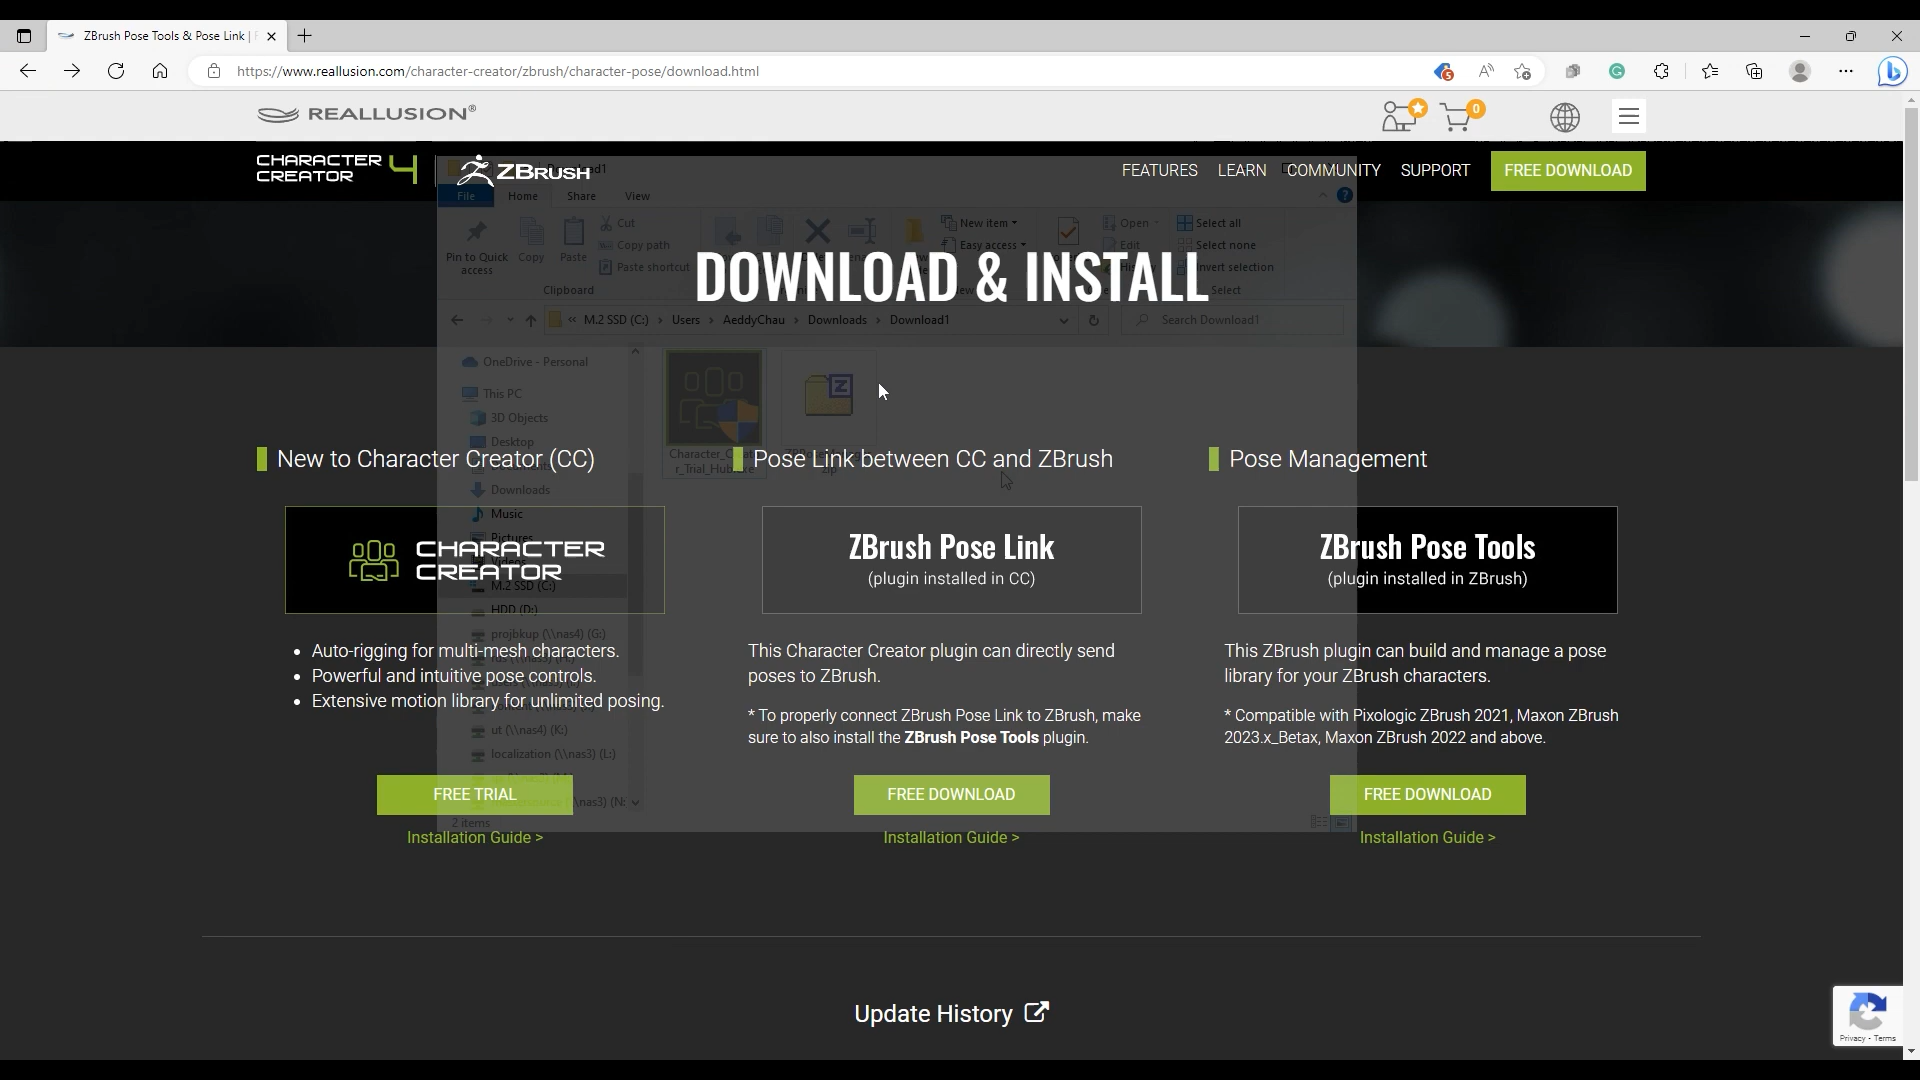 ZBrush Pose Tools & Pose Link |
https://www.reallusion.com/character-creator/zbrush/character-pose/download.html
5
REALLUSION®
0
CHARACTER
CREATOR 4
ZBRUSH
FEATURES LEARN COMMUNITY SUPPORT FREE DOWNLOAD
File Home Share View
Pin to Quick access
Copy
Paste
Cut
Copy path
Paste shortcut
New item
Easy access
Open
Edit
Select all
Select none
Invert selection
Clipboard
Select
DOWNLOAD & INSTALL
« M.2 SSD (C:) › Users › AeddyChau › Downloads › Download1
Search Download1
OneDrive - Personal
This PC
3D Objects
Desktop
Downloads
Music
Pictures
Videos
M.2 SSD (C:)
HDD (D:)
projbkup (\\nas4) (G:)
ut (\\nas4) (K:)
localization (\\nas3) (L:)
2 items
New to Character Creator (CC)
CHARACTER
CREATOR
• Auto-rigging for multi-mesh characters.
• Powerful and intuitive pose controls.
• Extensive motion library for unlimited posing.
FREE TRIAL
Installation Guide >
Pose Link between CC and ZBrush
ZBrush Pose Link
(plugin installed in CC)
This Character Creator plugin can directly send
poses to ZBrush.
* To properly connect ZBrush Pose Link to ZBrush, make
sure to also install the ZBrush Pose Tools plugin.
FREE DOWNLOAD
Installation Guide >
Pose Management
ZBrush Pose Tools
(plugin installed in ZBrush)
This ZBrush plugin can build and manage a pose
library for your ZBrush characters.
* Compatible with Pixologic ZBrush 2021, Maxon ZBrush
2023.x_Betax, Maxon ZBrush 2022 and above.
FREE DOWNLOAD
Installation Guide >
Update History
Privacy - Terms